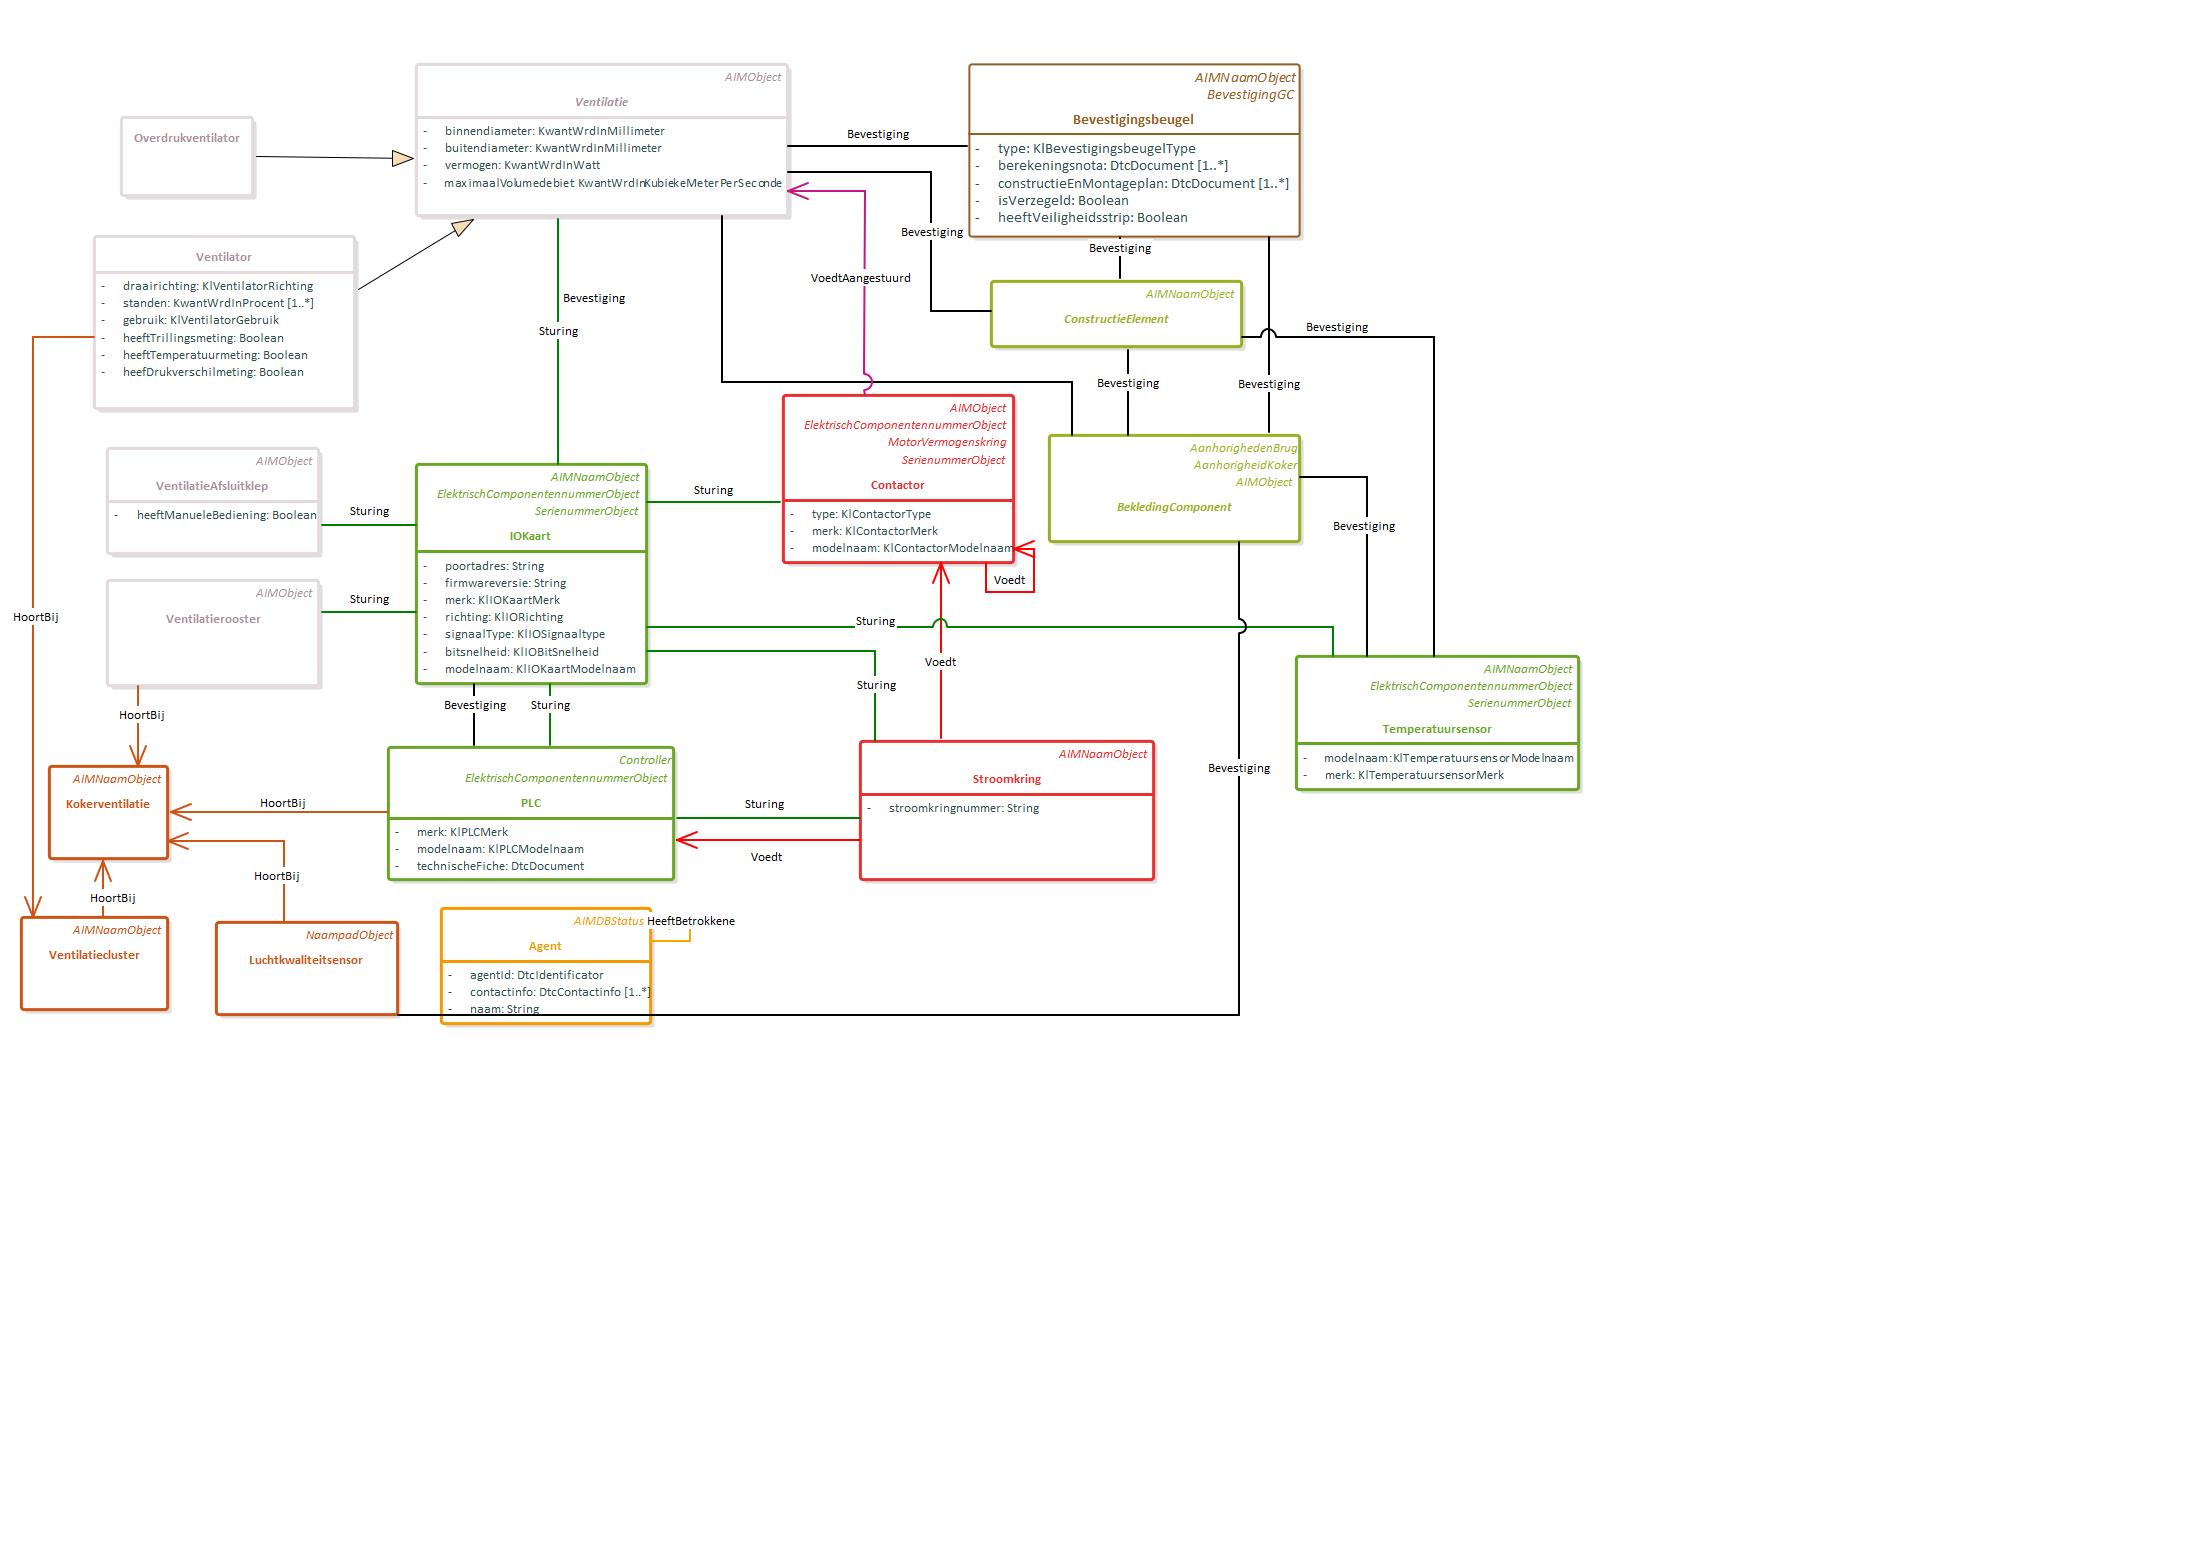 AIMObject
Ventilatie
- binnendiameter: KwantWrdInMillimeter
- buitendiameter: KwantWrdInMillimeter
- vermogen: KwantWrdInWatt
- maximaalVolumedebiet KwantWrdInKubiekeMeterPerSeconde
AIMNaamObject
BevestigingGC
Bevestigingsbeugel
- type: KlBevestigingsbeugelType
- berekeningsnota: DtcDocument [1..*]
- constructieEnMontageplan: DtcDocument [1..*]
- isVerzegeld: Boolean
- heeftVeiligheidsstrip: Boolean
Overdrukventilator
Bevestiging
Bevestiging
Bevestiging
Ventilator
- draairichting: KlVentilatorRichting
- standen: KwantWrdInProcent [1..*]
- gebruik: KlVentilatorGebruik
- heeftTrillingsmeting: Boolean
- heeftTemperatuurmeting: Boolean
- heefDrukverschilmeting: Boolean
Bevestiging
Sturing
VoedtAangestuurd
AIMNaamObject
ConstructieElement
Bevestiging
Bevestiging
Bevestiging
AIMObject
VentilatieAfsluitklep
- heeftManueleBediening: Boolean
Sturing
AIMNaamObject
ElektrischComponentennummerObject
SerienummerObject
IOKaart
- poortadres: String
- firmwareversie: String
- merk: KlIOKaartMerk
- richting: KlIORichting
- signaalType: KlIOSignaaltype
- bitsnelheid: KlIOBitSnelheid
- modelnaam: KlIOKaartModelnaam
Sturing
AIMObject
ElektrischComponentennummerObject
MotorVermogenskring
SerienummerObject
Contactor
- type: KlContactorType
- merk: KlContactorMerk
- modelnaam: KlContactorModelnaam
Voedt
AanhorighedenBrug
AanhorigheidKoker
AIMObject
BekledingComponent
Bevestiging
AIMObject
Ventilatierooster
Sturing
HoortBij
Sturing
Voedt
Sturing
HoortBij
Bevestiging
Sturing
AIMNaamObject
ElektrischComponentennummerObject
SerienummerObject
Temperatuursensor
- modelnaam:KlTemperatuursensorModelnaam
- merk: KlTemperatuursensorMerk
Bevestiging
AIMNaamObject
Kokerventilatie
HoortBij
Controller
ElektrischComponentennummerObject
PLC
- merk: KlPLCMerk
- modelnaam: KlPLCModelnaam
- technischeFiche: DtcDocument
Sturing
Voedt
AIMNaamObject
Stroomkring
- stroomkringnummer: String
HoortBij
HoortBij
AIMNaamObject
Ventilatiecluster
NaampadObject
Luchtkwaliteitsensor
AIMDBStatus
HeeftBetrokkene
Agent
- agentId: DtcIdentificator
- contactinfo: DtcContactinfo [1..*]
- naam: String